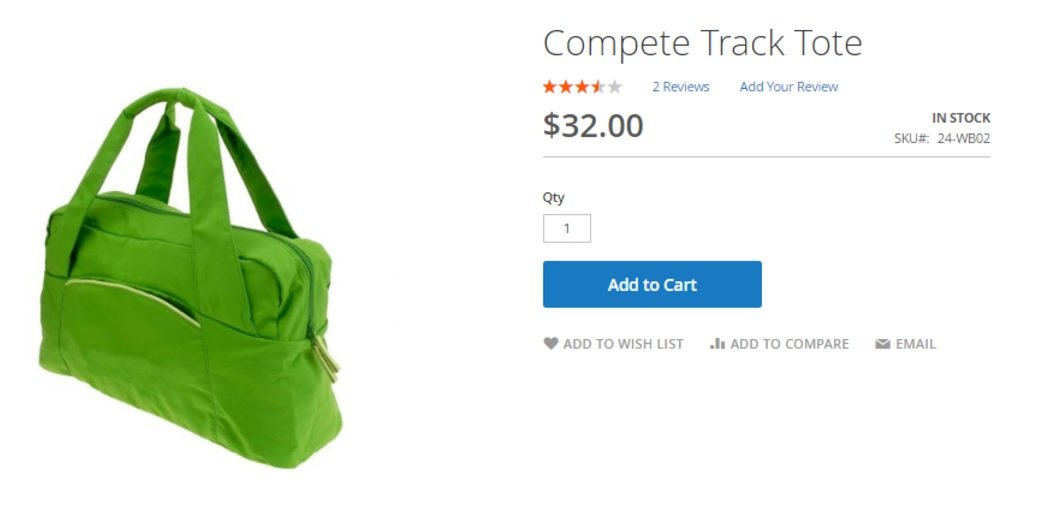 Compete Track Tote
2 Reviews Add Your Review
$32.00
IN STOCK
SKU#: 24-WB02
Qty
1
Add to Cart
ADD TO WISH LIST ADD TO COMPARE EMAIL